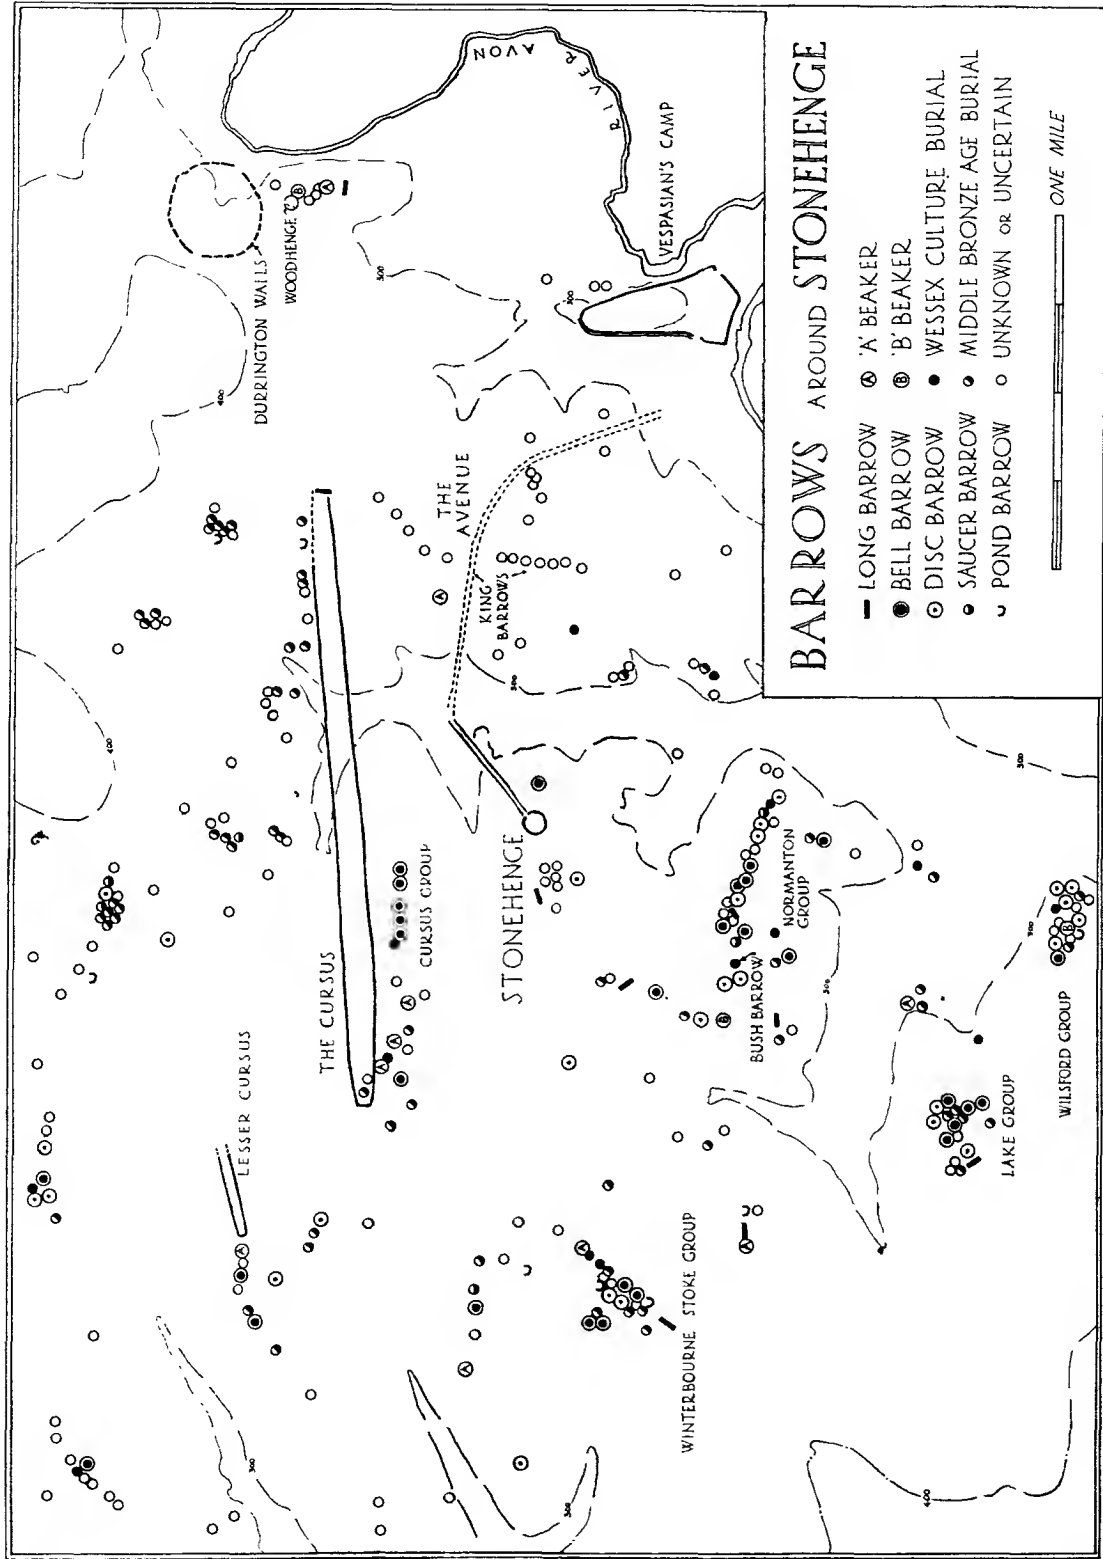 BARROWS AROUND STONEHENGE
LONG BARROW
BELL BARROW
DISC BARROW
SAUCER BARROW
POND BARROW
A 'A' BEAKER
B 'B' BEAKER
WESSEX CULTURE BURIAL
MIDDLE BRONZE AGE BURIAL
UNKNOWN OR UNCERTAIN
ONE MILE
RIVER AVON
VESPASIAN'S CAMP
DURRINGTON WALLS
WOODHENGE
THE AVENUE
KING BARROWS
THE CURSUS
LESSER CURSUS
CURSUS GROUP
STONEHENGE
NORMANTON GROUP
BUSH BARROW
WINTERBOURNE STOKE GROUP
LAKE GROUP
WILSFORD GROUP
400
400
400
300
300
300
300
300
300
300
300
A
A
A
A
A
A
A
A
A
A
B
B
B